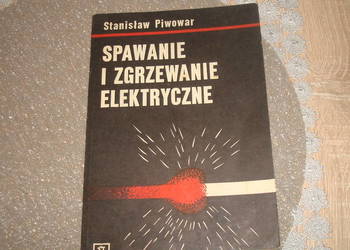 Stanisław Piwowar
SPAWANIE
I ZGRZEWANIE
ELEKTRYCZNE